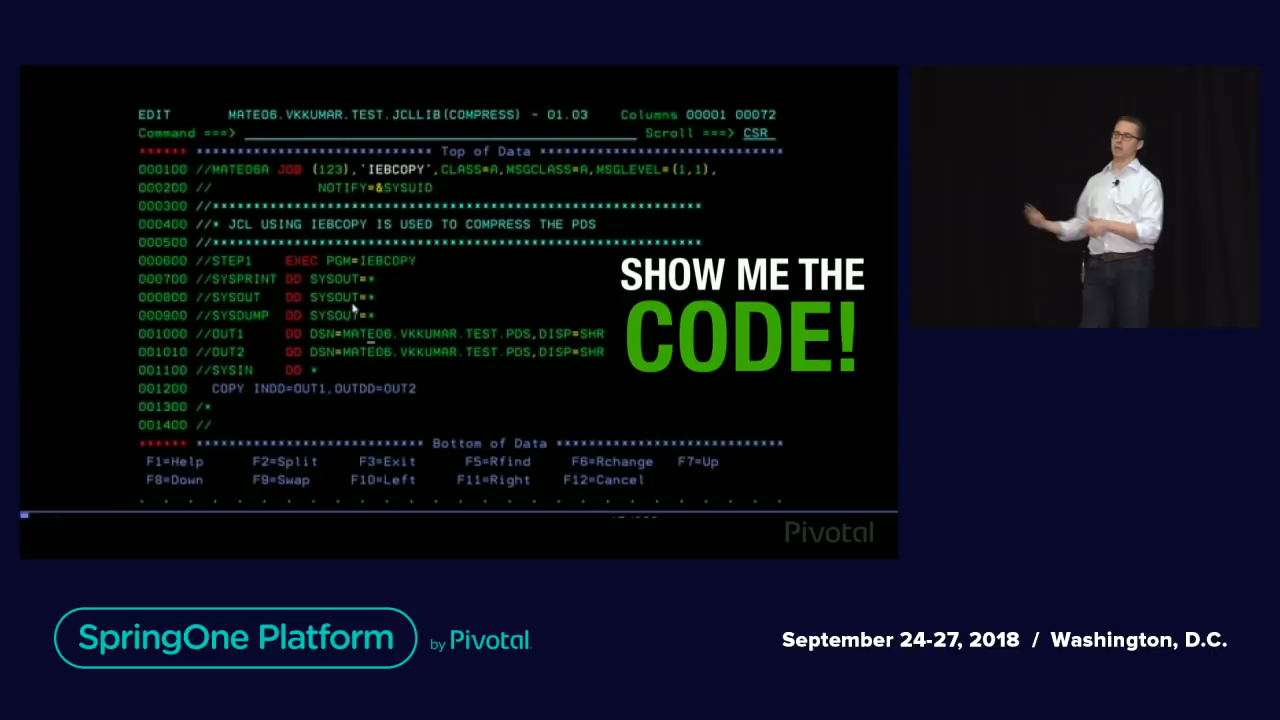 EDIT MATE06.VKKUMAR.TEST.JCLLIB(COMPRESS) - 01.03 Columns 00001 00072
Command ===> Scroll ===> CSR
****** **************************** Top of Data ******************************
000100 //MATE06A JOB (123),'IEBCOPY',CLASS=A,MSGCLASS=A,MSGLEVEL=(1,1),
000200 // NOTIFY=&SYSUID
000300 //************************************************************
000400 //* JCL USING IEBCOPY IS USED TO COMPRESS THE PDS
000500 //************************************************************
000600 //STEP1 EXEC PGM=IEBCOPY
000700 //SYSPRINT DD SYSOUT=*
000800 //SYSOUT DD SYSOUT=*
000900 //SYSDUMP DD SYSOUT=*
001000 //OUT1 DD DSN=MATE06.VKKUMAR.TEST.PDS,DISP=SHR
001010 //OUT2 DD DSN=MATE06.VKKUMAR.TEST.PDS,DISP=SHR
001100 //SYSIN DD *
001200 COPY INDD=OUT1,OUTDD=OUT2
001300 /*
001400 //
****** **************************** Bottom of Data ****************************
F1=Help F2=Split F3=Exit F5=Rfind F6=Rchange F7=Up
F8=Down F9=Swap F10=Left F11=Right F12=Cancel
SHOW ME THE
CODE!
Pivotal
SpringOne Platform by Pivotal.
September 24-27, 2018 / Washington, D.C.